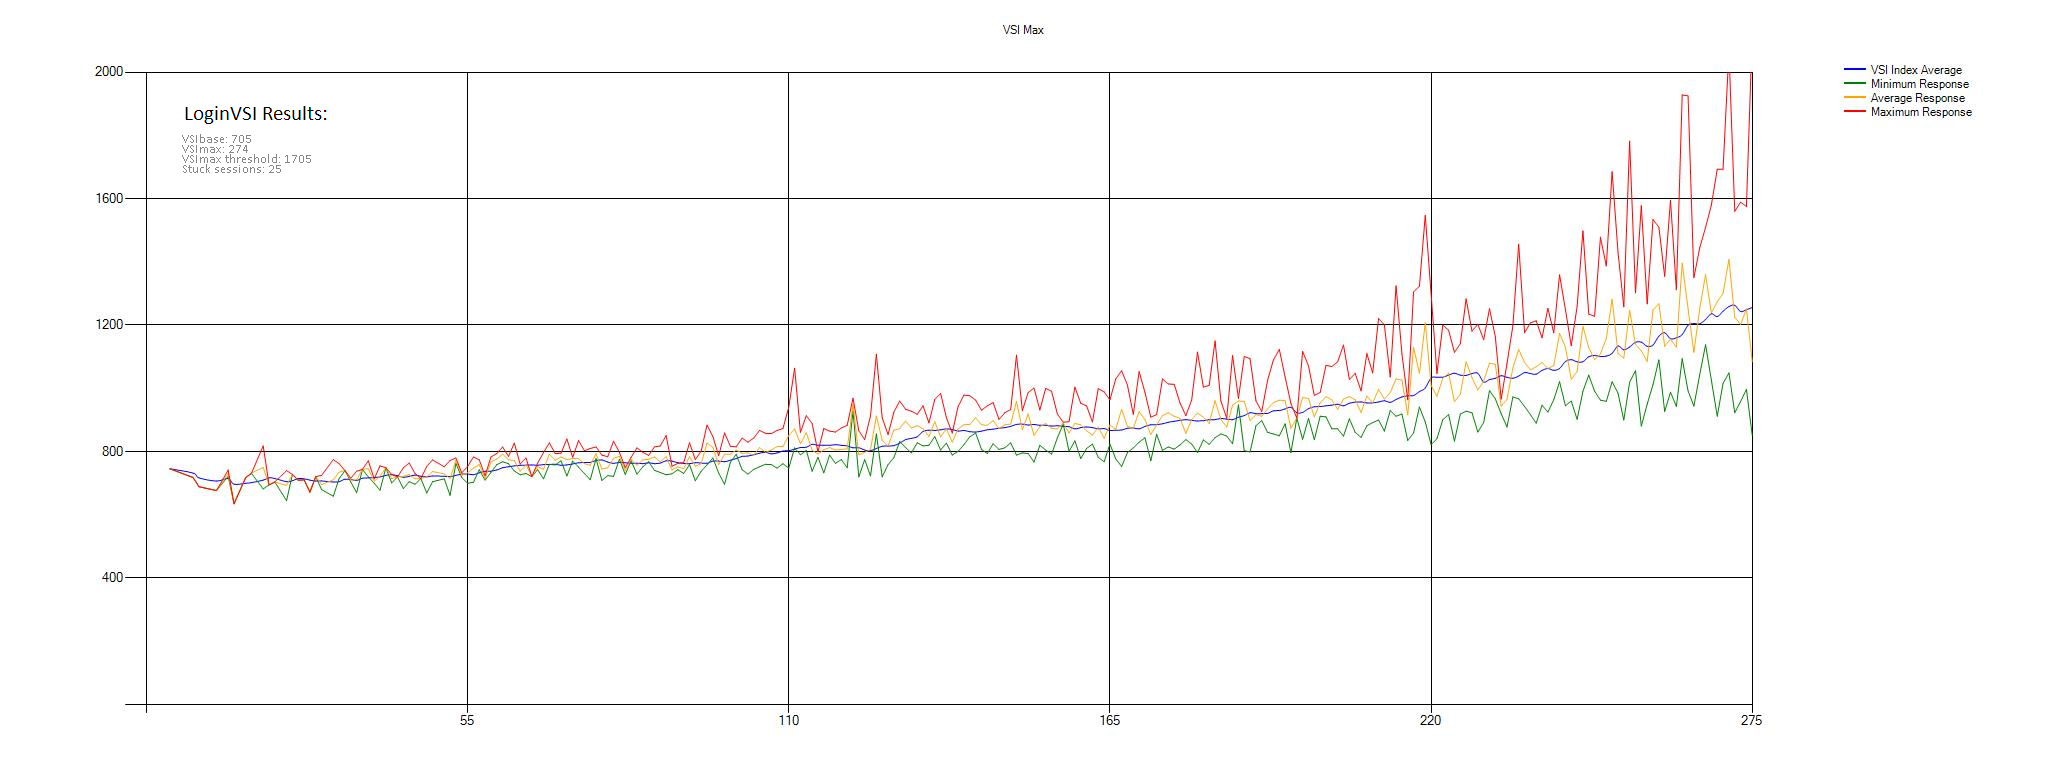 VSI Max
2000
1600
1200
800
400
LoginVSI Results:
VSIbase: 705
VSImax: 274
VSImax threshold: 1705
Stuck sessions: 25
VSI Index Average
Minimum Response
Average Response
Maximum Response
55
110
165
220
275